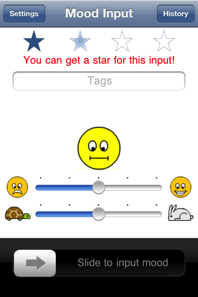 Settings
Mood Input
History
You can get a star for this input!
Tags
Slide to input mood